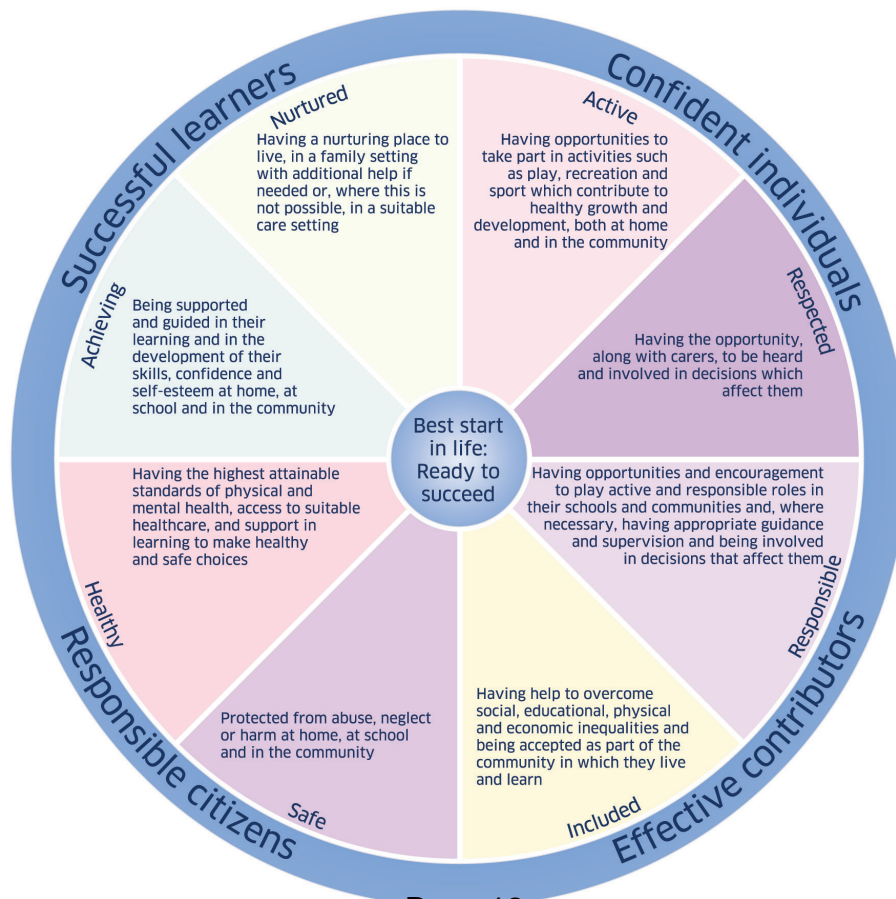 Successful learners
Confident individuals
Nurtured
Having a nurturing place to
live, in a family setting
with additional help if
needed or, where this is
not possible, in a suitable
care setting
Active
Having opportunities to
take part in activities such
as play, recreation and
sport which contribute to
healthy growth and
development, both at home
and in the community
Achieving
Being supported
and guided in their
learning and in the
development of their
skills, confidence and
self-esteem at home, at
school and in the community
Respected
Having the opportunity,
along with carers, to be heard
and involved in decisions which
affect them
Best start
in life:
Ready to
succeed
Healthy
Having the highest attainable
standards of physical and
mental health, access to suitable
healthcare, and support in
learning to make healthy
and safe choices
Having opportunities and encouragement
to play active and responsible roles in
their schools and communities and, where
necessary, having appropriate guidance
and supervision and being involved
in decisions that affect them
Responsible
Protected from abuse, neglect
or harm at home, at school
and in the community
Safe
Having help to overcome
social, educational, physical
and economic inequalities and
being accepted as part of the
community in which they live
and learn
Included
Responsible citizens
Effective contributors